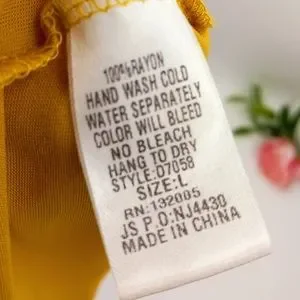 100% RAYON
HAND WASH COLD
WATER SEPARATELY
COLOR WILL BLEED
NO BLEACH
HANG TO DRY
STYLE: D7058
SIZE: L
RN: 132005
JS P.O: NJ4430
MADE IN CHINA